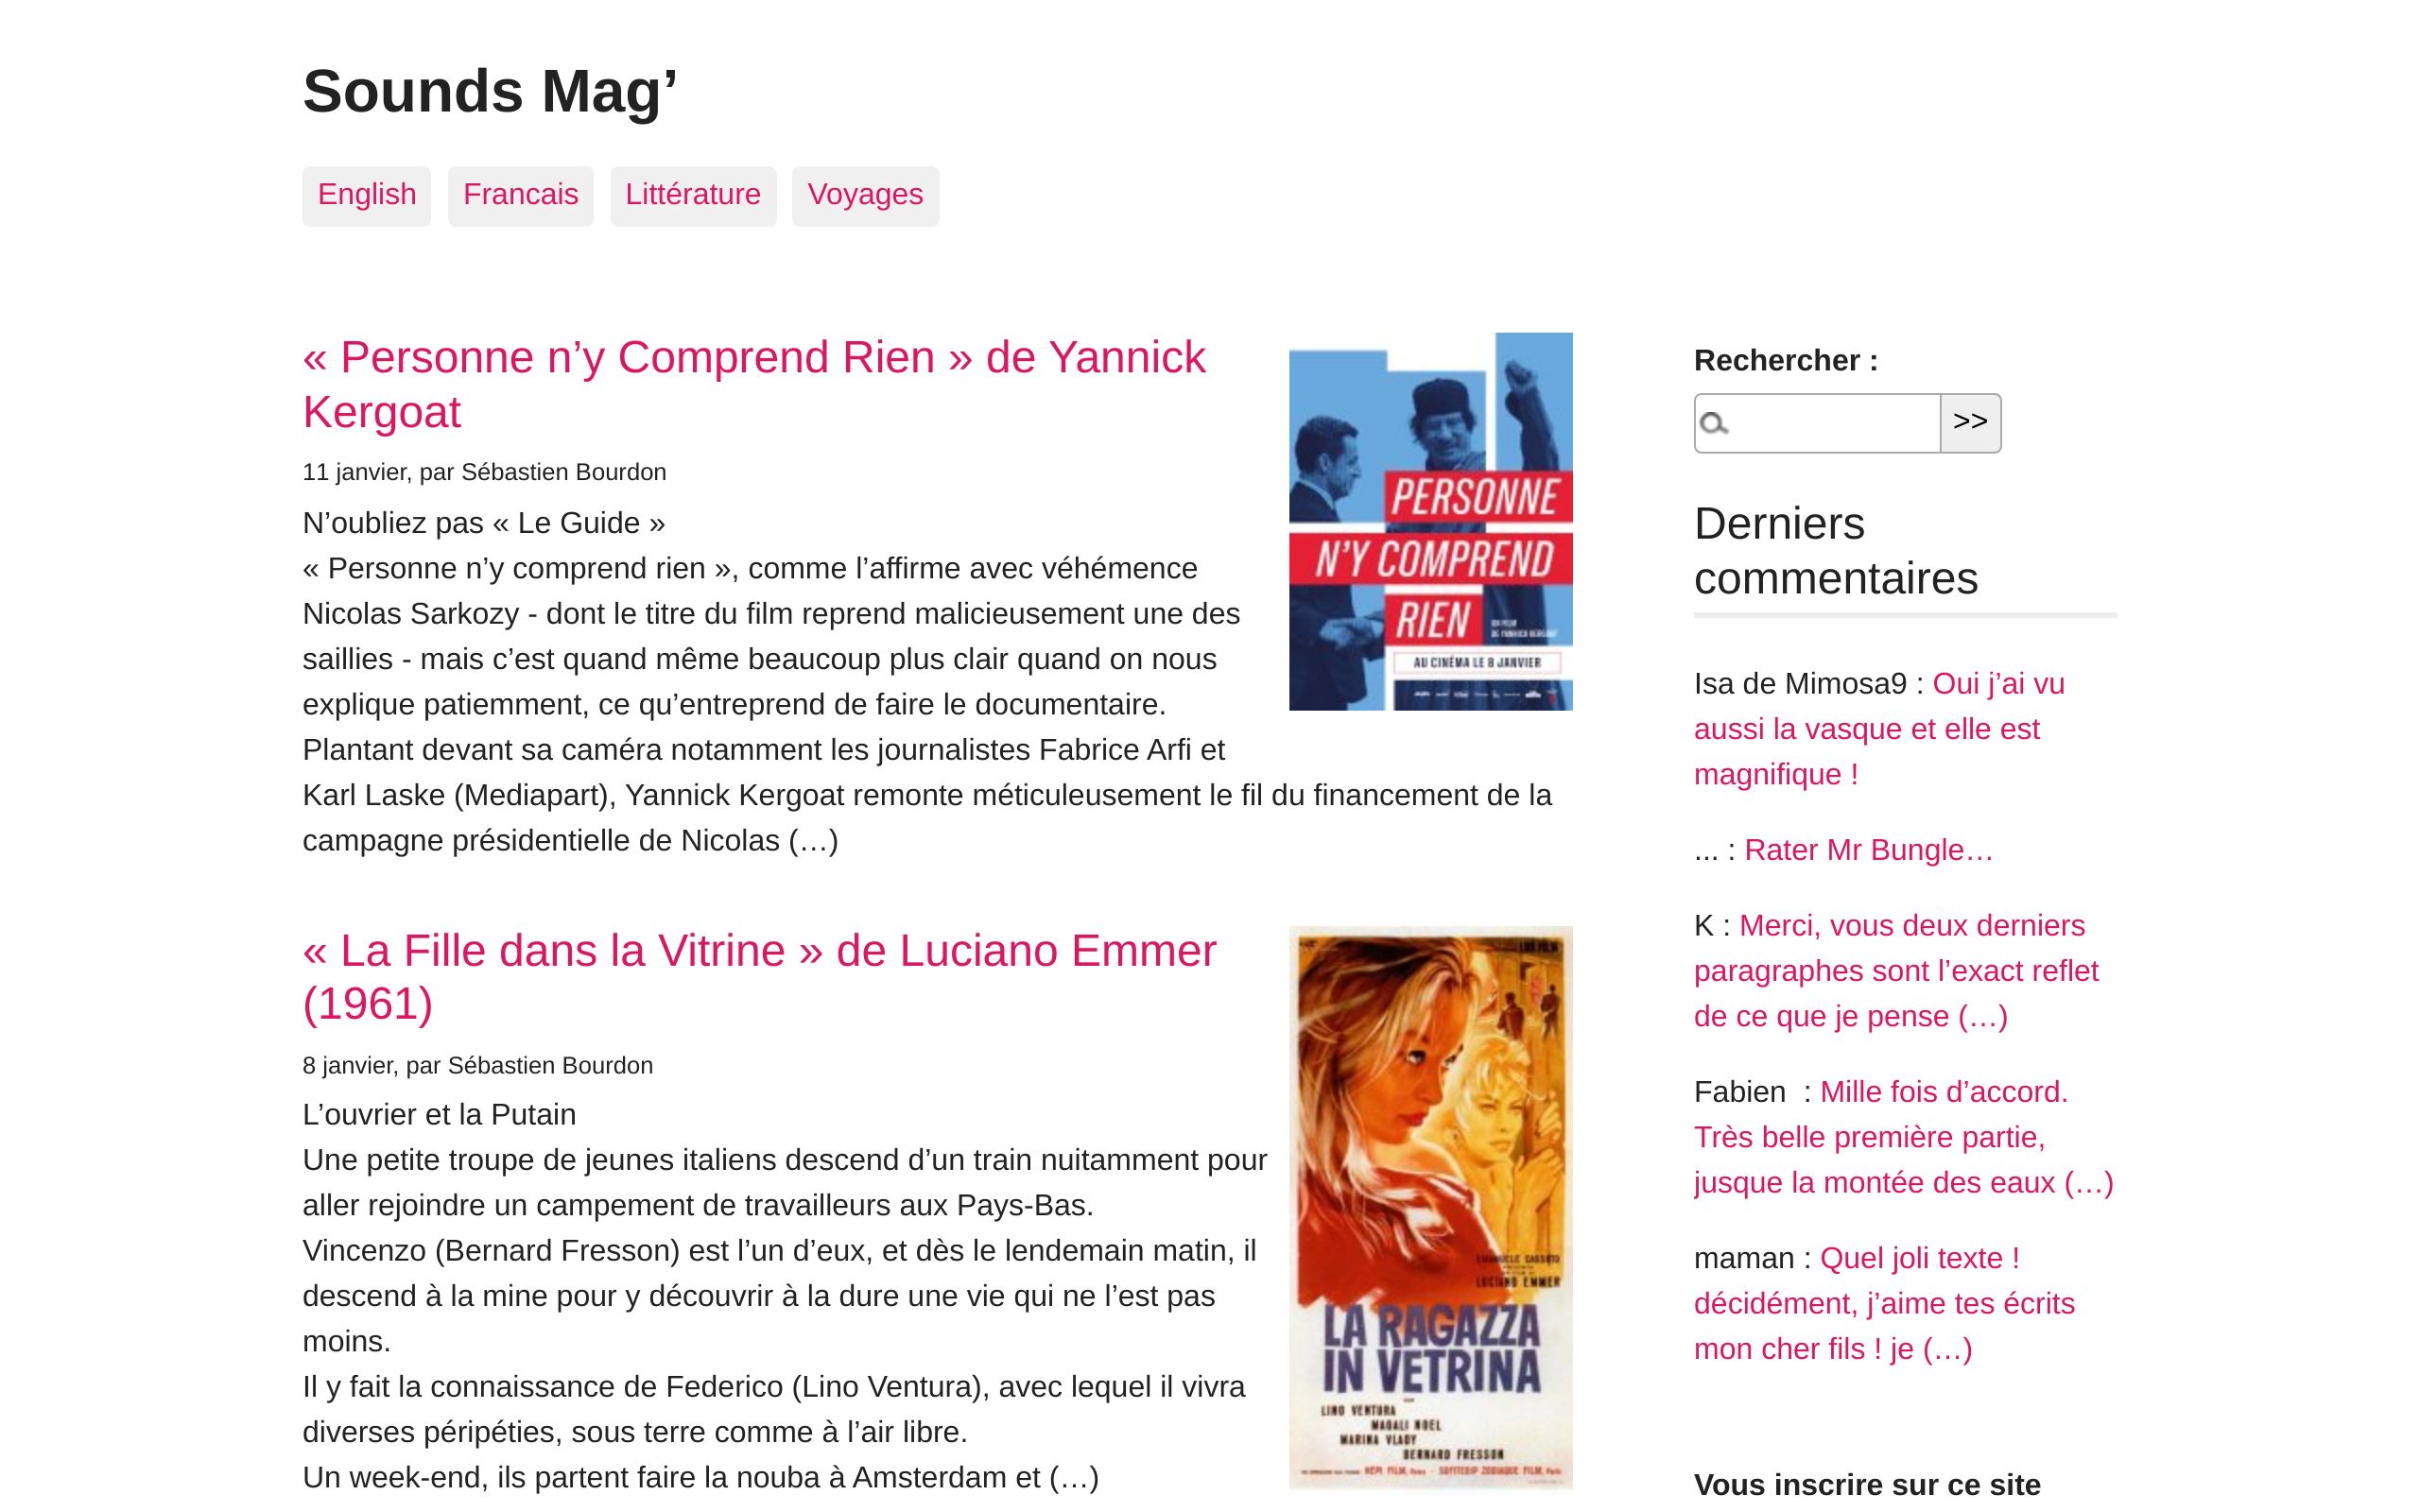 Sounds Mag’
English
Francais
Littérature
Voyages
« Personne n’y Comprend Rien » de Yannick
Kergoat
11 janvier, par Sébastien Bourdon
N’oubliez pas « Le Guide »
« Personne n’y comprend rien », comme l’affirme avec véhémence
Nicolas Sarkozy - dont le titre du film reprend malicieusement une des
saillies - mais c’est quand même beaucoup plus clair quand on nous
explique patiemment, ce qu’entreprend de faire le documentaire.
Plantant devant sa caméra notamment les journalistes Fabrice Arfi et
Karl Laske (Mediapart), Yannick Kergoat remonte méticuleusement le fil du financement de la
campagne présidentielle de Nicolas (…)
PERSONNE
N’Y COMPREND
RIEN
UN FILM
DE YANNICK KERGOAT
AU CINÉMA LE 8 JANVIER
« La Fille dans la Vitrine » de Luciano Emmer
(1961)
8 janvier, par Sébastien Bourdon
L’ouvrier et la Putain
Une petite troupe de jeunes italiens descend d’un train nuitamment pour
aller rejoindre un campement de travailleurs aux Pays-Bas.
Vincenzo (Bernard Fresson) est l’un d’eux, et dès le lendemain matin, il
descend à la mine pour y découvrir à la dure une vie qui ne l’est pas
moins.
Il y fait la connaissance de Federico (Lino Ventura), avec lequel il vivra
diverses péripéties, sous terre comme à l’air libre.
Un week-end, ils partent faire la nouba à Amsterdam et (…)
EMANUELE CASSUTO
LUCIANO EMMER
LA RAGAZZA
IN VETRINA
LINO VENTURA
MAGALI NOEL
MARINA VLADY
BERNARD FRESSON
Rechercher :
>>
Derniers
commentaires
Isa de Mimosa9 : Oui j’ai vu
aussi la vasque et elle est
magnifique !
... : Rater Mr Bungle…
K : Merci, vous deux derniers
paragraphes sont l’exact reflet
de ce que je pense (…)
Fabien  : Mille fois d’accord.
Très belle première partie,
jusque la montée des eaux (…)
maman : Quel joli texte !
décidément, j’aime tes écrits
mon cher fils ! je (…)
Vous inscrire sur ce site